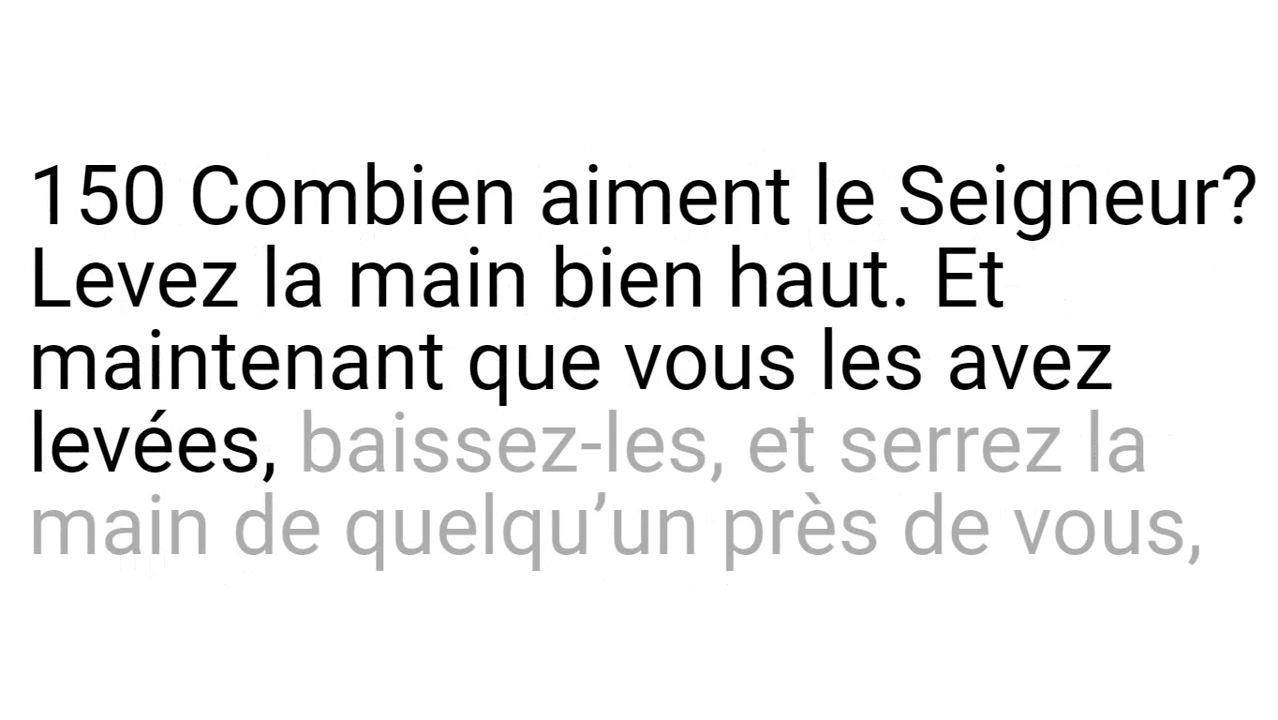 150 Combien aiment le Seigneur?
Levez la main bien haut. Et
maintenant que vous les avez
levées, baissez-les, et serrez la
main de quelqu’un près de vous,